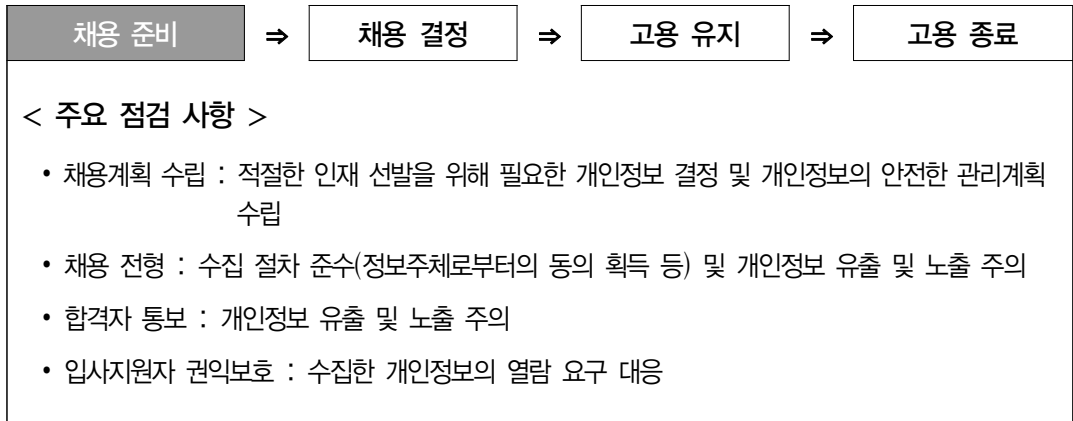 채용 준비 ⇒ 채용 결정 ⇒ 고용 유지 ⇒ 고용 종료
< 주요 점검 사항 >
• 채용계획 수립 : 적절한 인재 선발을 위해 필요한 개인정보 결정 및 개인정보의 안전한 관리계획
수립
• 채용 전형 : 수집 절차 준수(정보주체로부터의 동의 획득 등) 및 개인정보 유출 및 노출 주의
• 합격자 통보 : 개인정보 유출 및 노출 주의
• 입사지원자 권익보호 : 수집한 개인정보의 열람 요구 대응